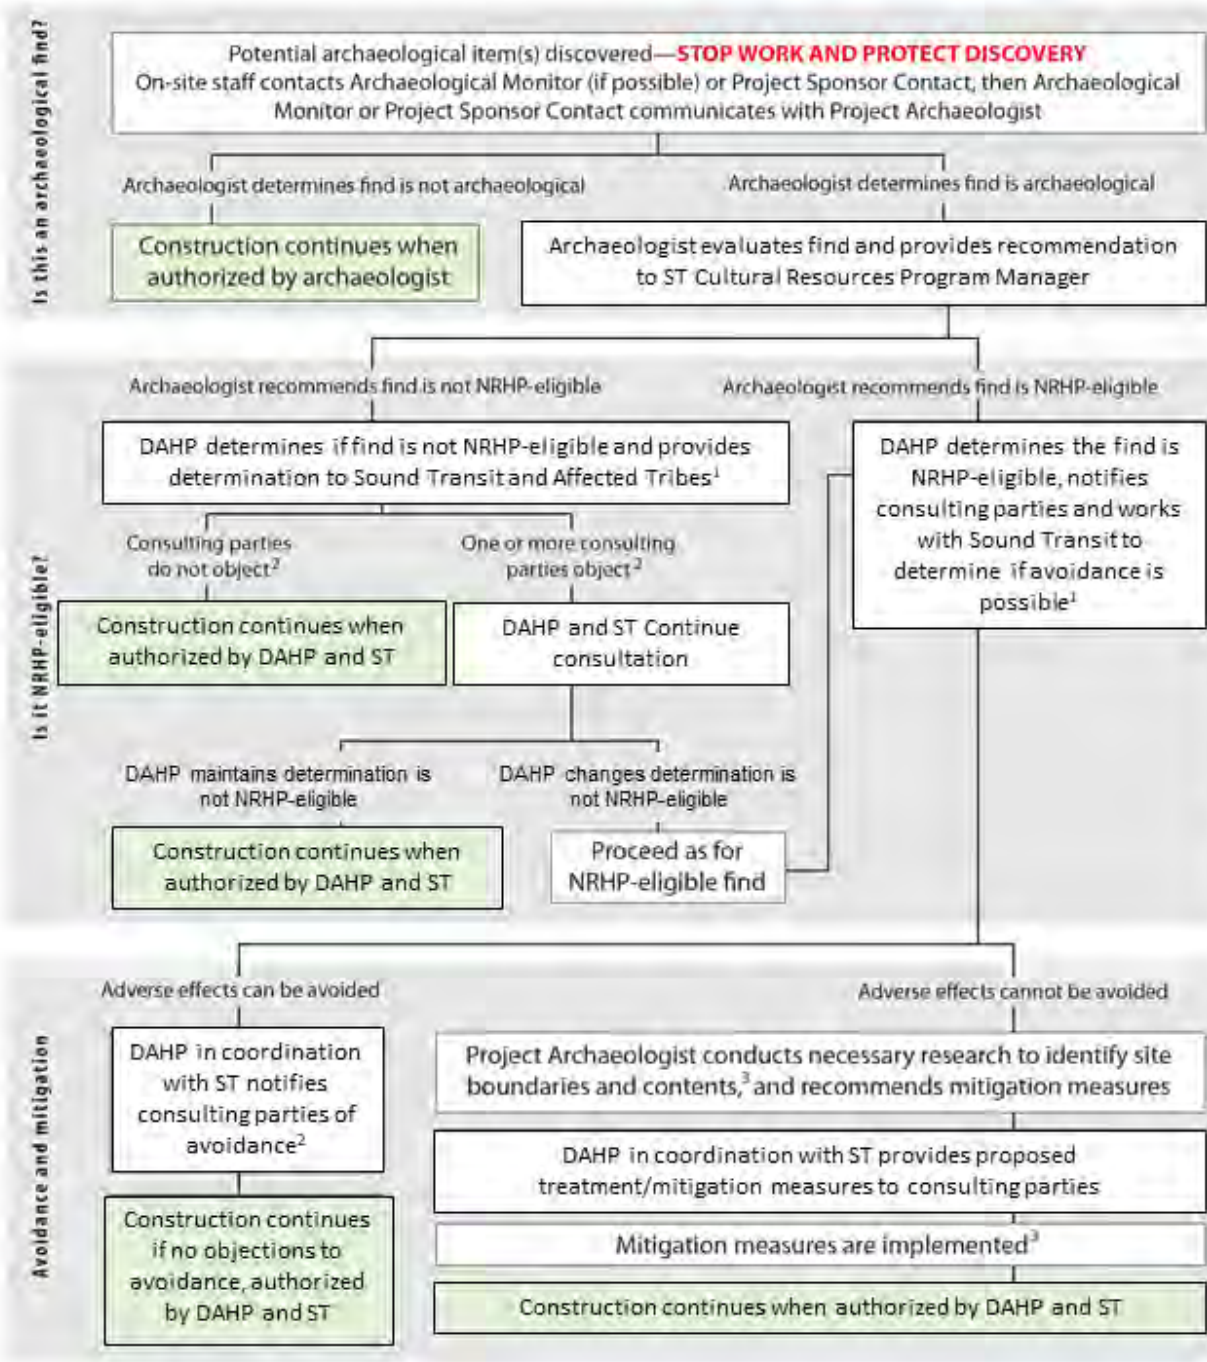 Is this an archaeological find?
Potential archaeological item(s) discovered—STOP WORK AND PROTECT DISCOVERY
On-site staff contacts Archaeological Monitor (if possible) or Project Sponsor Contact, then Archaeological
Monitor or Project Sponsor Contact communicates with Project Archaeologist
Archaeologist determines find is not archaeological
Archaeologist determines find is archaeological
Construction continues when
authorized by archaeologist
Archaeologist evaluates find and provides recommendation
to ST Cultural Resources Program Manager
Is it NRHP-eligible?
Archaeologist recommends find is not NRHP-eligible
Archaeologist recommends find is NRHP-eligible
DAHP determines if find is not NRHP-eligible and provides
determination to Sound Transit and Affected Tribes¹
DAHP determines the find is
NRHP-eligible, notifies
consulting parties and works
with Sound Transit to
determine if avoidance is
possible¹
Consulting parties
do not object²
One or more consulting
parties object²
Construction continues when
authorized by DAHP and ST
DAHP and ST Continue
consultation
DAHP maintains determination is
not NRHP-eligible
DAHP changes determination is
not NRHP-eligible
Construction continues when
authorized by DAHP and ST
Proceed as for
NRHP-eligible find
Avoidance and mitigation
Adverse effects can be avoided
Adverse effects cannot be avoided
DAHP in coordination
with ST notifies
consulting parties of
avoidance²
Construction continues
if no objections to
avoidance, authorized
by DAHP and ST
Project Archaeologist conducts necessary research to identify site
boundaries and contents,³ and recommends mitigation measures
DAHP in coordination with ST provides proposed
treatment/mitigation measures to consulting parties
Mitigation measures are implemented³
Construction continues when authorized by DAHP and ST